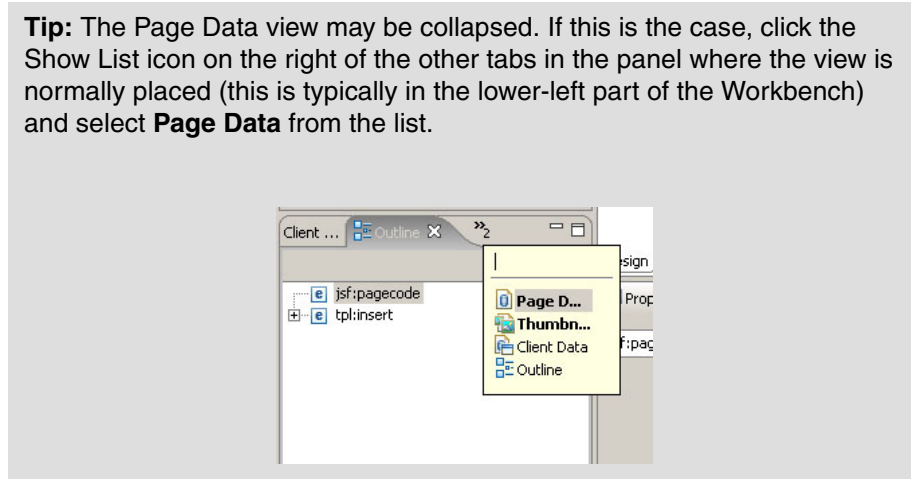 Tip: The Page Data view may be collapsed. If this is the case, click the
Show List icon on the right of the other tabs in the panel where the view is
normally placed (this is typically in the lower-left part of the Workbench)
and select Page Data from the list.
Client ... Outline »2
esign
jsf:pagecode
Page D...
Prop
tpl:insert
Thumbn...
Client Data
f:pag
Outline